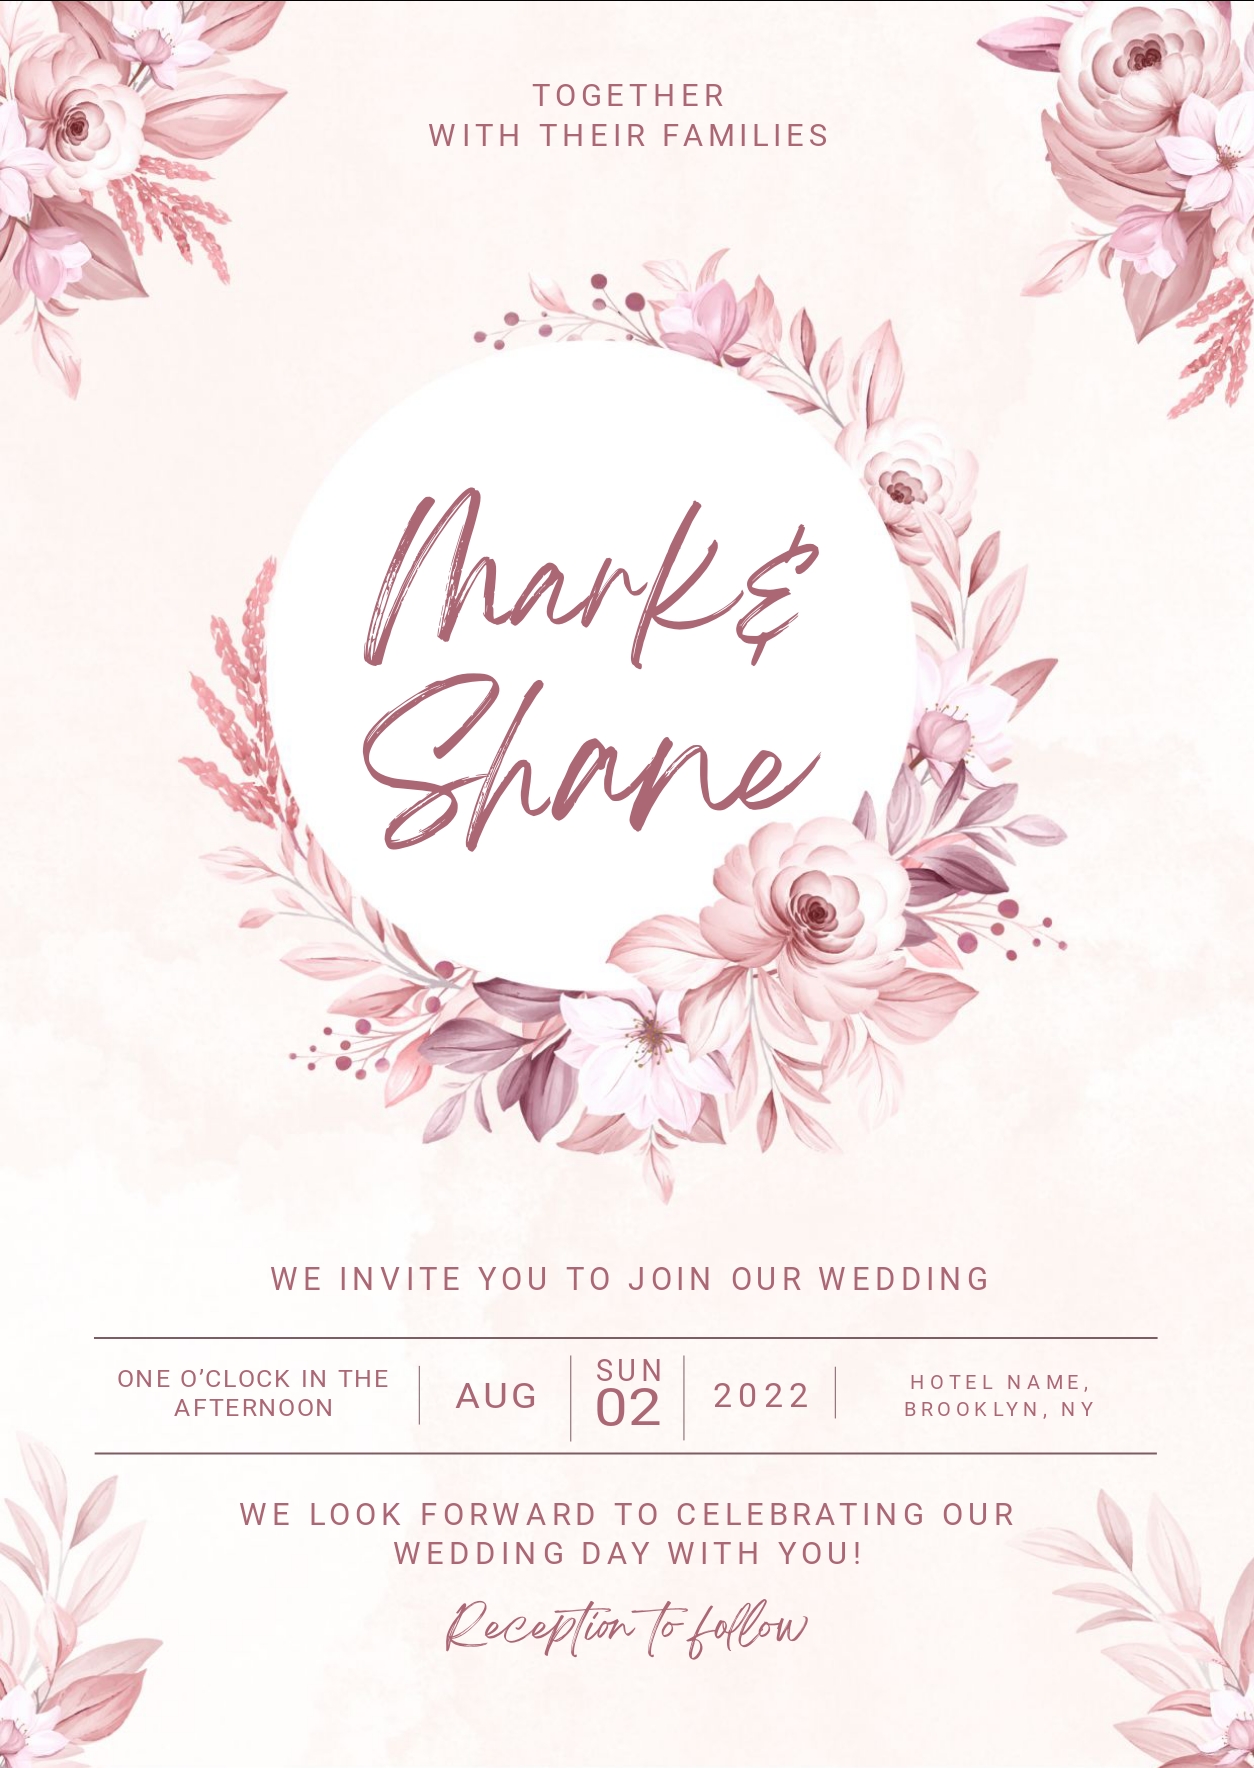 TOGETHER
WITH THEIR FAMILIES
Mark &
Shane
WE INVITE YOU TO JOIN OUR WEDDING
ONE O’CLOCK IN THE
AFTERNOON
AUG
SUN
02
2022
HOTEL NAME,
BROOKLYN, NY
WE LOOK FORWARD TO CELEBRATING OUR
WEDDING DAY WITH YOU!
Reception to follow